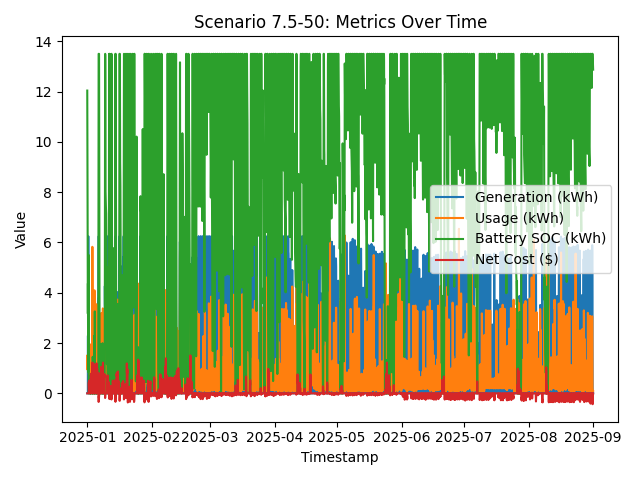 Scenario 7.5-50: Metrics Over Time
14
12
10
8
6
4
2
0
Value
Generation (kWh)
Usage (kWh)
Battery SOC (kWh)
Net Cost ($)
2025-01 2025-02 2025-03 2025-04 2025-05 2025-06 2025-07 2025-08 2025-09
Timestamp